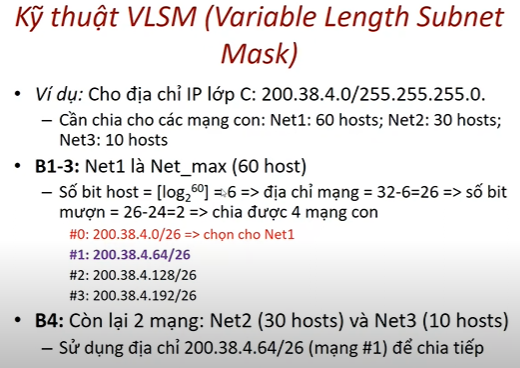 Kỹ thuật VLSM (Variable Length Subnet
Mask)
• Ví dụ: Cho địa chỉ IP lớp C: 200.38.4.0/255.255.255.0.
– Cần chia cho các mạng con: Net1: 60 hosts; Net2: 30 hosts;
Net3: 10 hosts
• B1-3: Net1 là Net_max (60 host)
– Số bit host = [log₂⁶⁰] = 6 => địa chỉ mạng = 32-6=26 => số bit
mượn = 26-24=2 => chia được 4 mạng con
#0: 200.38.4.0/26 => chọn cho Net1
#1: 200.38.4.64/26
#2: 200.38.4.128/26
#3: 200.38.4.192/26
• B4: Còn lại 2 mạng: Net2 (30 hosts) và Net3 (10 hosts)
– Sử dụng địa chỉ 200.38.4.64/26 (mạng #1) để chia tiếp